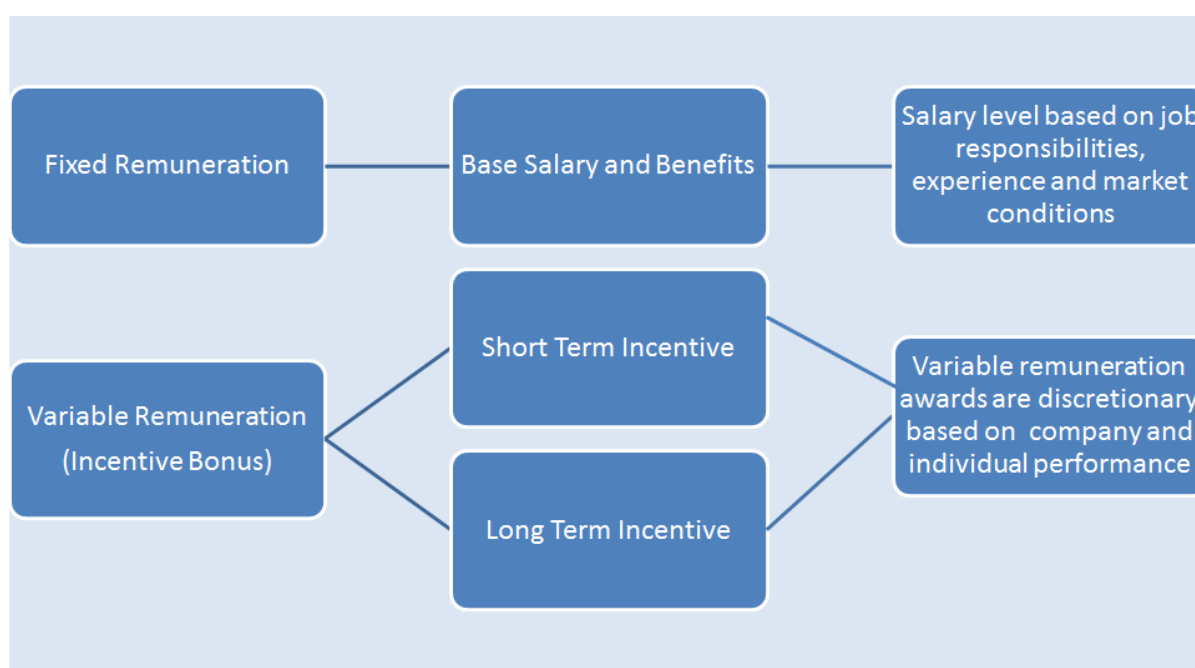 Fixed Remuneration
Base Salary and Benefits
Salary level based on job
responsibilities,
experience and market
conditions
Variable Remuneration
(Incentive Bonus)
Short Term Incentive
Long Term Incentive
Variable remuneration
awards are discretionary
based on company and
individual performance